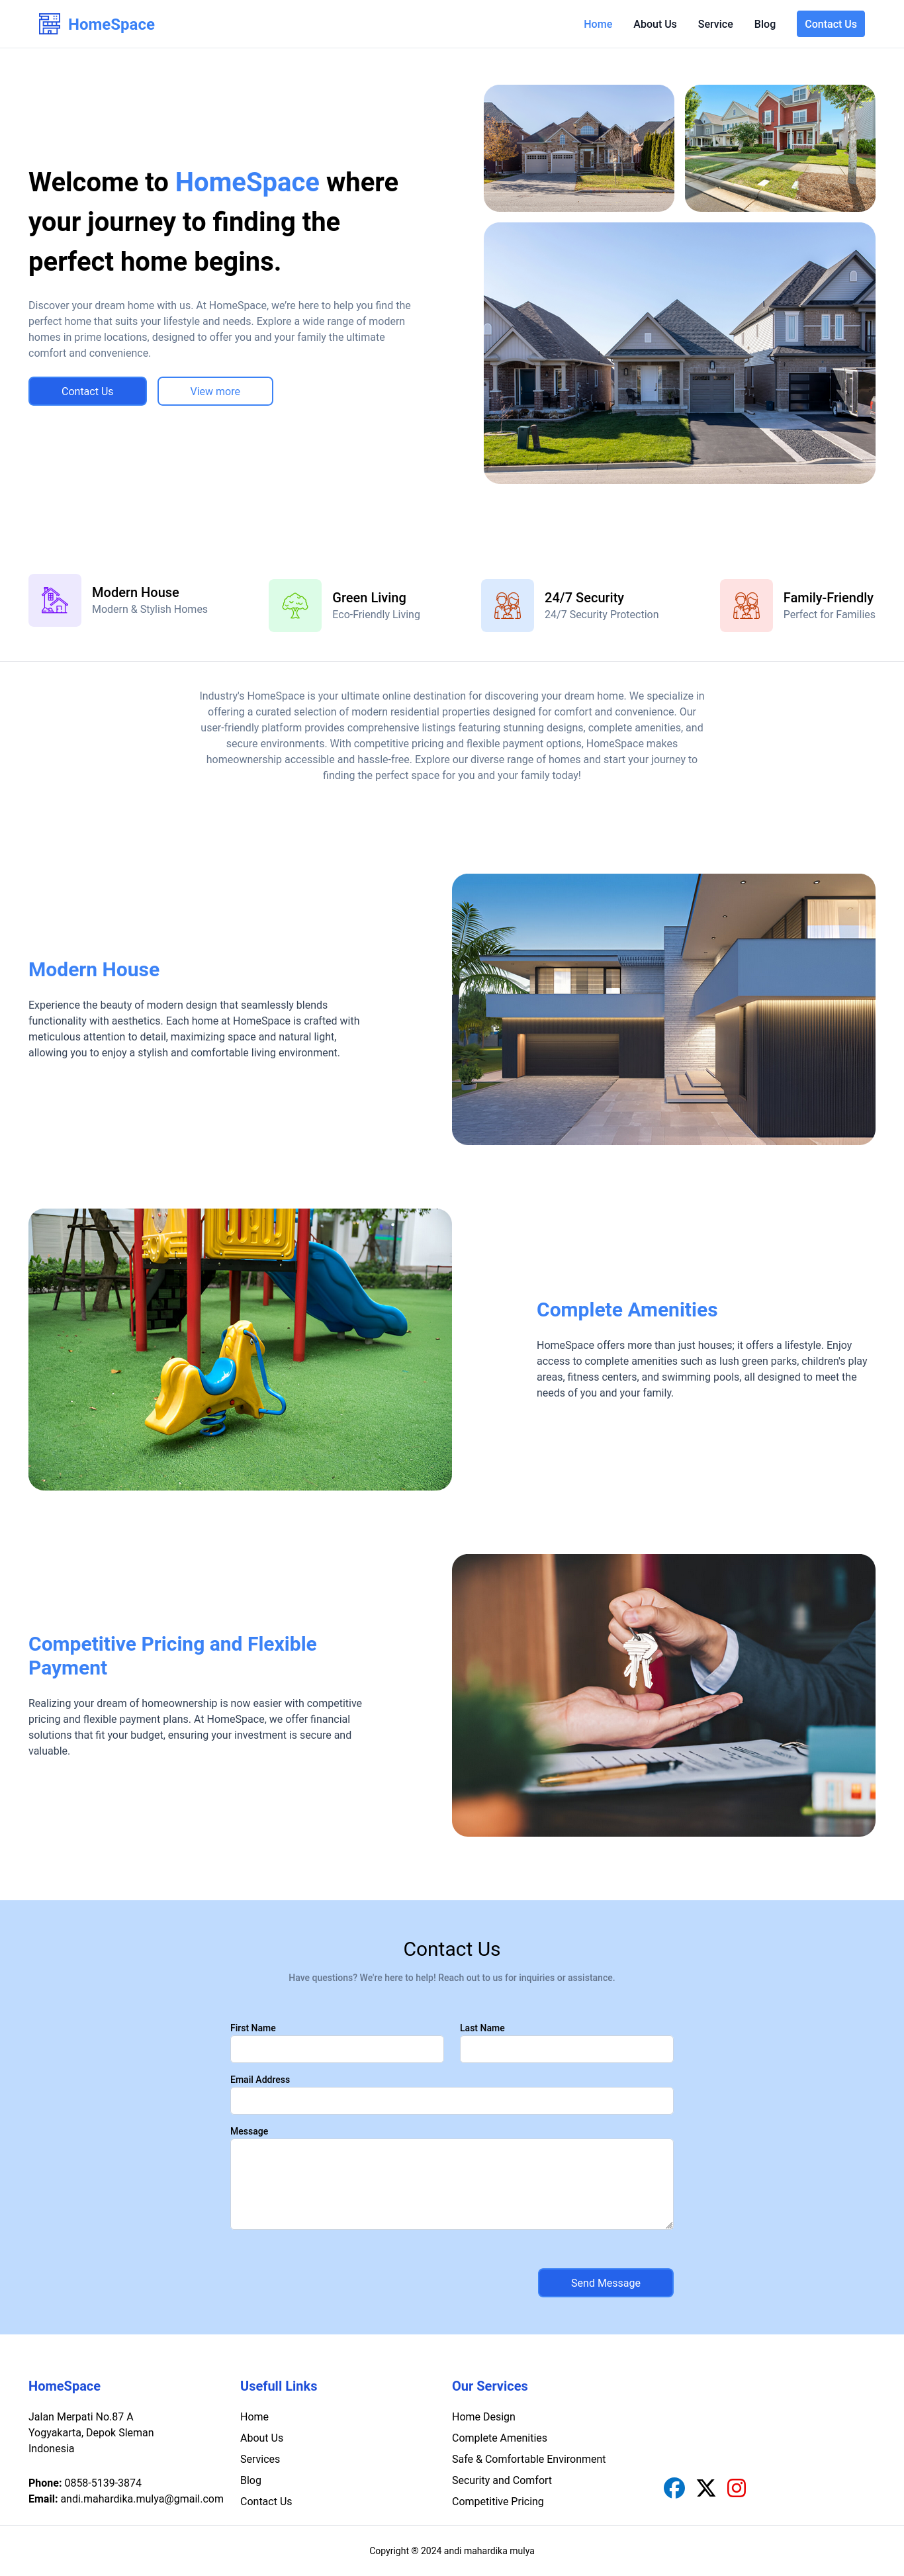 HomeSpace
Home
About Us
Service
Blog
Contact Us
Welcome to HomeSpace where
your journey to finding the
perfect home begins.
Discover your dream home with us. At HomeSpace, we're here to help you find the
perfect home that suits your lifestyle and needs. Explore a wide range of modern
homes in prime locations, designed to offer you and your family the ultimate
comfort and convenience.
Contact Us
View more
Modern House
Modern & Stylish Homes
Green Living
Eco-Friendly Living
24/7 Security
24/7 Security Protection
Family-Friendly
Perfect for Families
Industry's HomeSpace is your ultimate online destination for discovering your dream home. We specialize in
offering a curated selection of modern residential properties designed for comfort and convenience. Our
user-friendly platform provides comprehensive listings featuring stunning designs, complete amenities, and
secure environments. With competitive pricing and flexible payment options, HomeSpace makes
homeownership accessible and hassle-free. Explore our diverse range of homes and start your journey to
finding the perfect space for you and your family today!
Modern House
Experience the beauty of modern design that seamlessly blends
functionality with aesthetics. Each home at HomeSpace is crafted with
meticulous attention to detail, maximizing space and natural light,
allowing you to enjoy a stylish and comfortable living environment.
Complete Amenities
HomeSpace offers more than just houses; it offers a lifestyle. Enjoy
access to complete amenities such as lush green parks, children's play
areas, fitness centers, and swimming pools, all designed to meet the
needs of you and your family.
Competitive Pricing and Flexible
Payment
Realizing your dream of homeownership is now easier with competitive
pricing and flexible payment plans. At HomeSpace, we offer financial
solutions that fit your budget, ensuring your investment is secure and
valuable.
Contact Us
Have questions? We're here to help! Reach out to us for inquiries or assistance.
First Name
Last Name
Email Address
Message
Send Message
HomeSpace
Jalan Merpati No.87 A
Yogyakarta, Depok Sleman
Indonesia
Phone: 0858-5139-3874
Email: andi.mahardika.mulya@gmail.com
Usefull Links
Home
About Us
Services
Blog
Contact Us
Our Services
Home Design
Complete Amenities
Safe & Comfortable Environment
Security and Comfort
Competitive Pricing
Copyright ® 2024 andi mahardika mulya